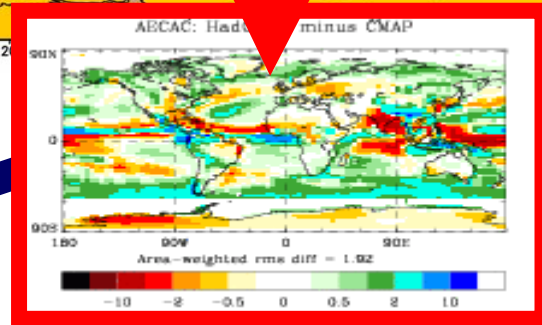 AECAC: Had minus CMAP
90N
0
90S
180 90W 0 90E
Area-weighted rms diff = 1.92
-10 -2 -0.5 0 0.5 2 10